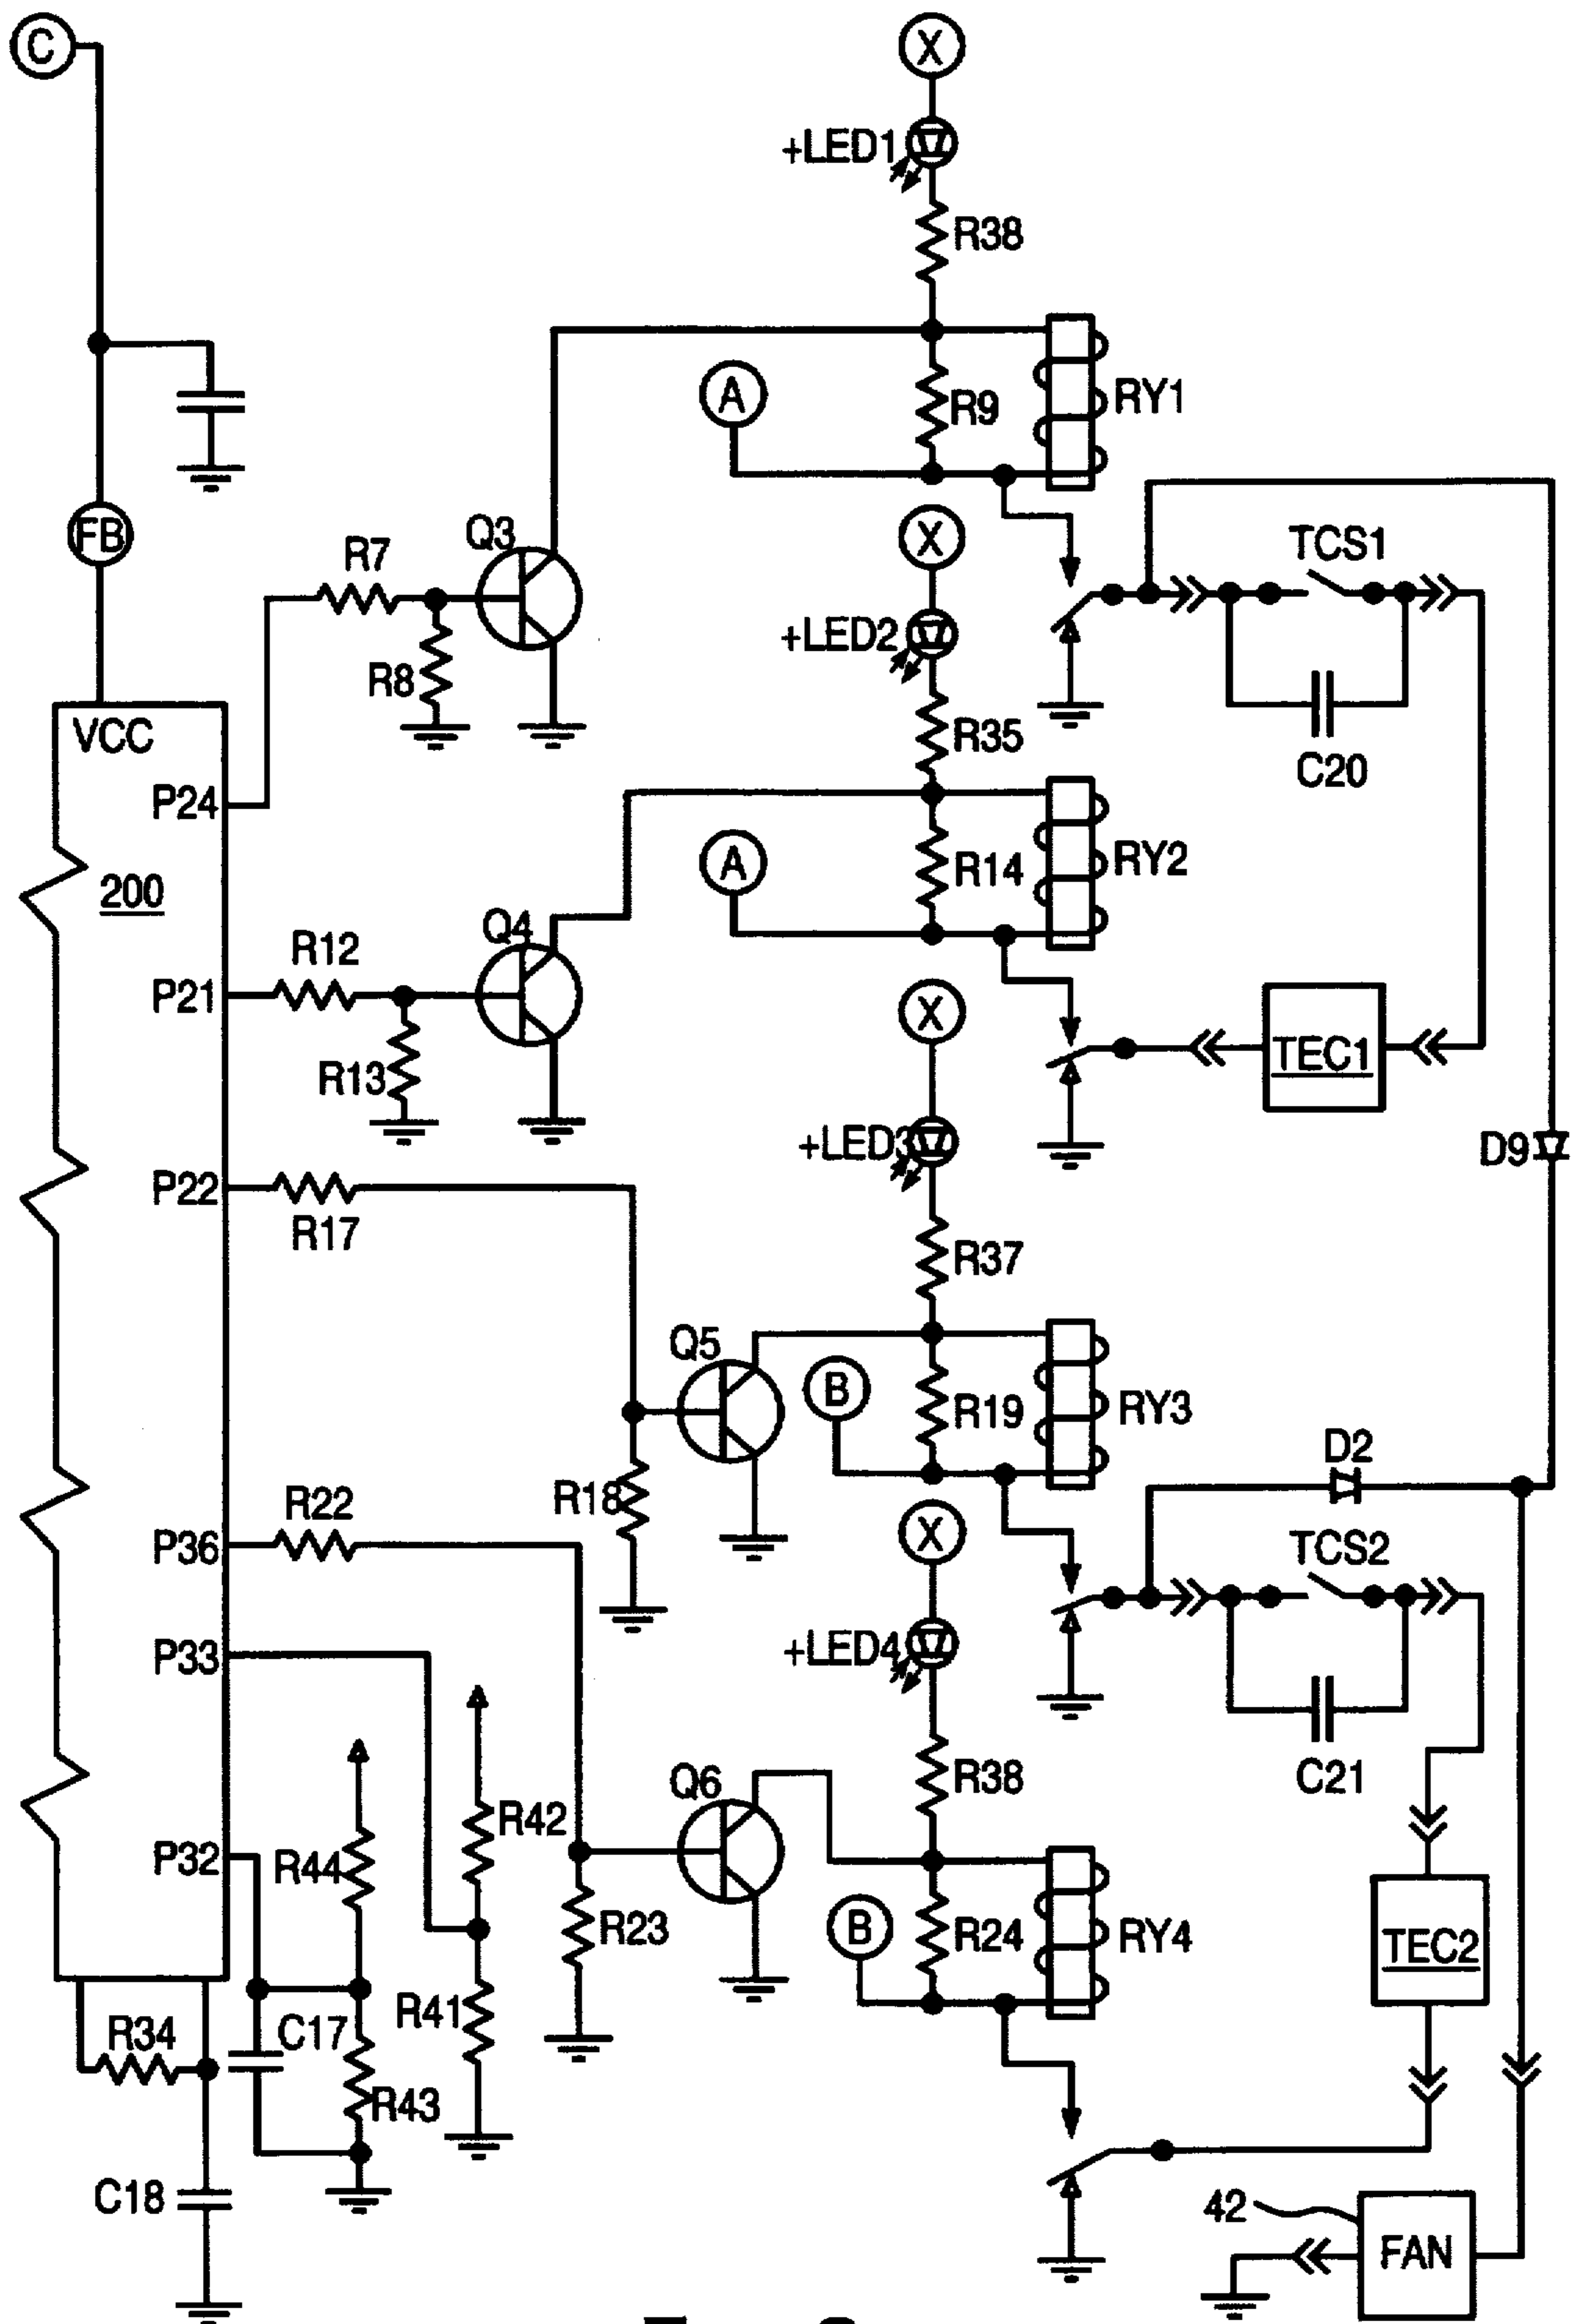 C
X
+LED1
R38
A
R9
RY1
FB
R7
Q3
X
TCS1
R8
+LED2
VCC
R35
C20
P24
200
A
R14
RY2
R12
Q4
P21
X
R13
TEC1
+LED3
D9
P22
R17
R37
Q5
B
R19
RY3
D2
R22
R18
X
TCS2
P36
+LED4
P33
R42
Q6
R38
C21
P32
R44
R23
B
R24
RY4
TEC2
R34
C17
R41
R43
C18
42
FAN